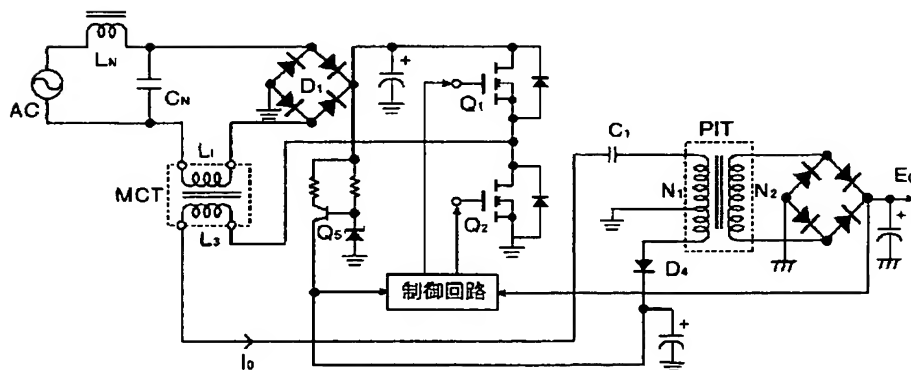 LN
AC
CN
D1
L1
MCT
L3
Q1
Q2
Q5
C1
PIT
N1
N2
D4
制御回路
I0
+
+
+